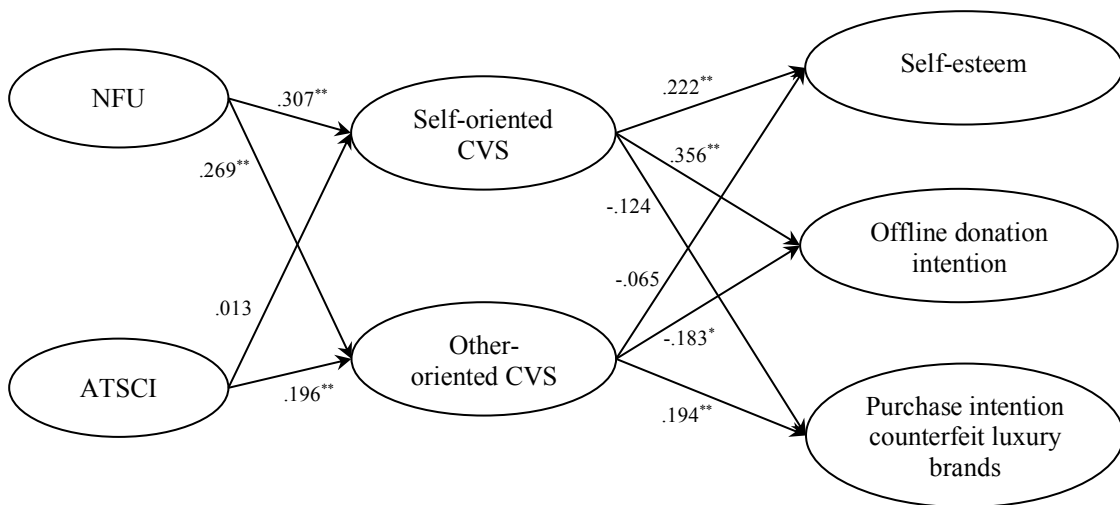 Self-esteem
NFU
.307**
Self-oriented
CVS
.222**
.356**
.269**
-.124
Offline donation
intention
-.065
.013
-.183*
Other-
oriented CVS
ATSCI
.196**
.194**
Purchase intention
counterfeit luxury
brands